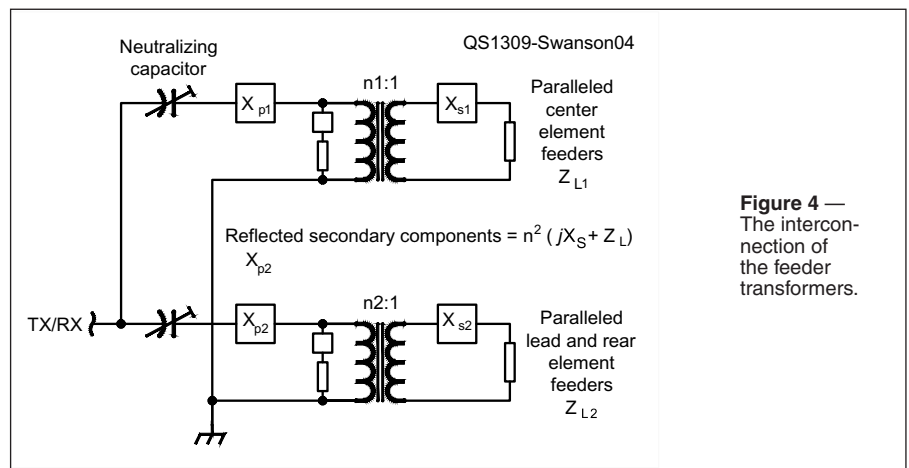 QS1309-Swanson04
Neutralizing
capacitor
X p1
n1:1
X s1
Paralleled
center
element
feeders
Z L1
Reflected secondary components = n² ( jX S + Z L )
X p2
TX/RX
X p2
n2:1
X s2
Paralleled
lead and rear
element
feeders
Z L2
Figure 4 —
The intercon-
nection of
the feeder
transformers.